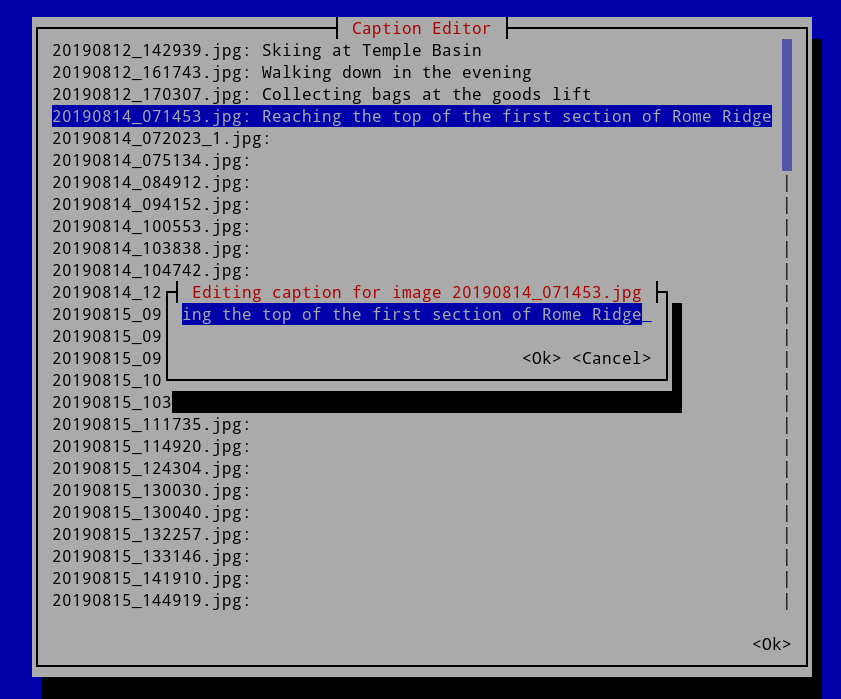 Caption Editor
20190812_142939.jpg: Skiing at Temple Basin
20190812_161743.jpg: Walking down in the evening
20190812_170307.jpg: Collecting bags at the goods lift
20190814_071453.jpg: Reaching the top of the first section of Rome Ridge
20190814_072023_1.jpg:
20190814_075134.jpg:
20190814_084912.jpg:
20190814_094152.jpg:
20190814_100553.jpg:
20190814_103838.jpg:
20190814_104742.jpg:
20190814_12
Editing caption for image 20190814_071453.jpg
20190815_09
ing the top of the first section of Rome Ridge_
20190815_09
20190815_09
<Ok> <Cancel>
20190815_10
20190815_103
20190815_111735.jpg:
20190815_114920.jpg:
20190815_124304.jpg:
20190815_130030.jpg:
20190815_130040.jpg:
20190815_132257.jpg:
20190815_133146.jpg:
20190815_141910.jpg:
20190815_144919.jpg:
<Ok>